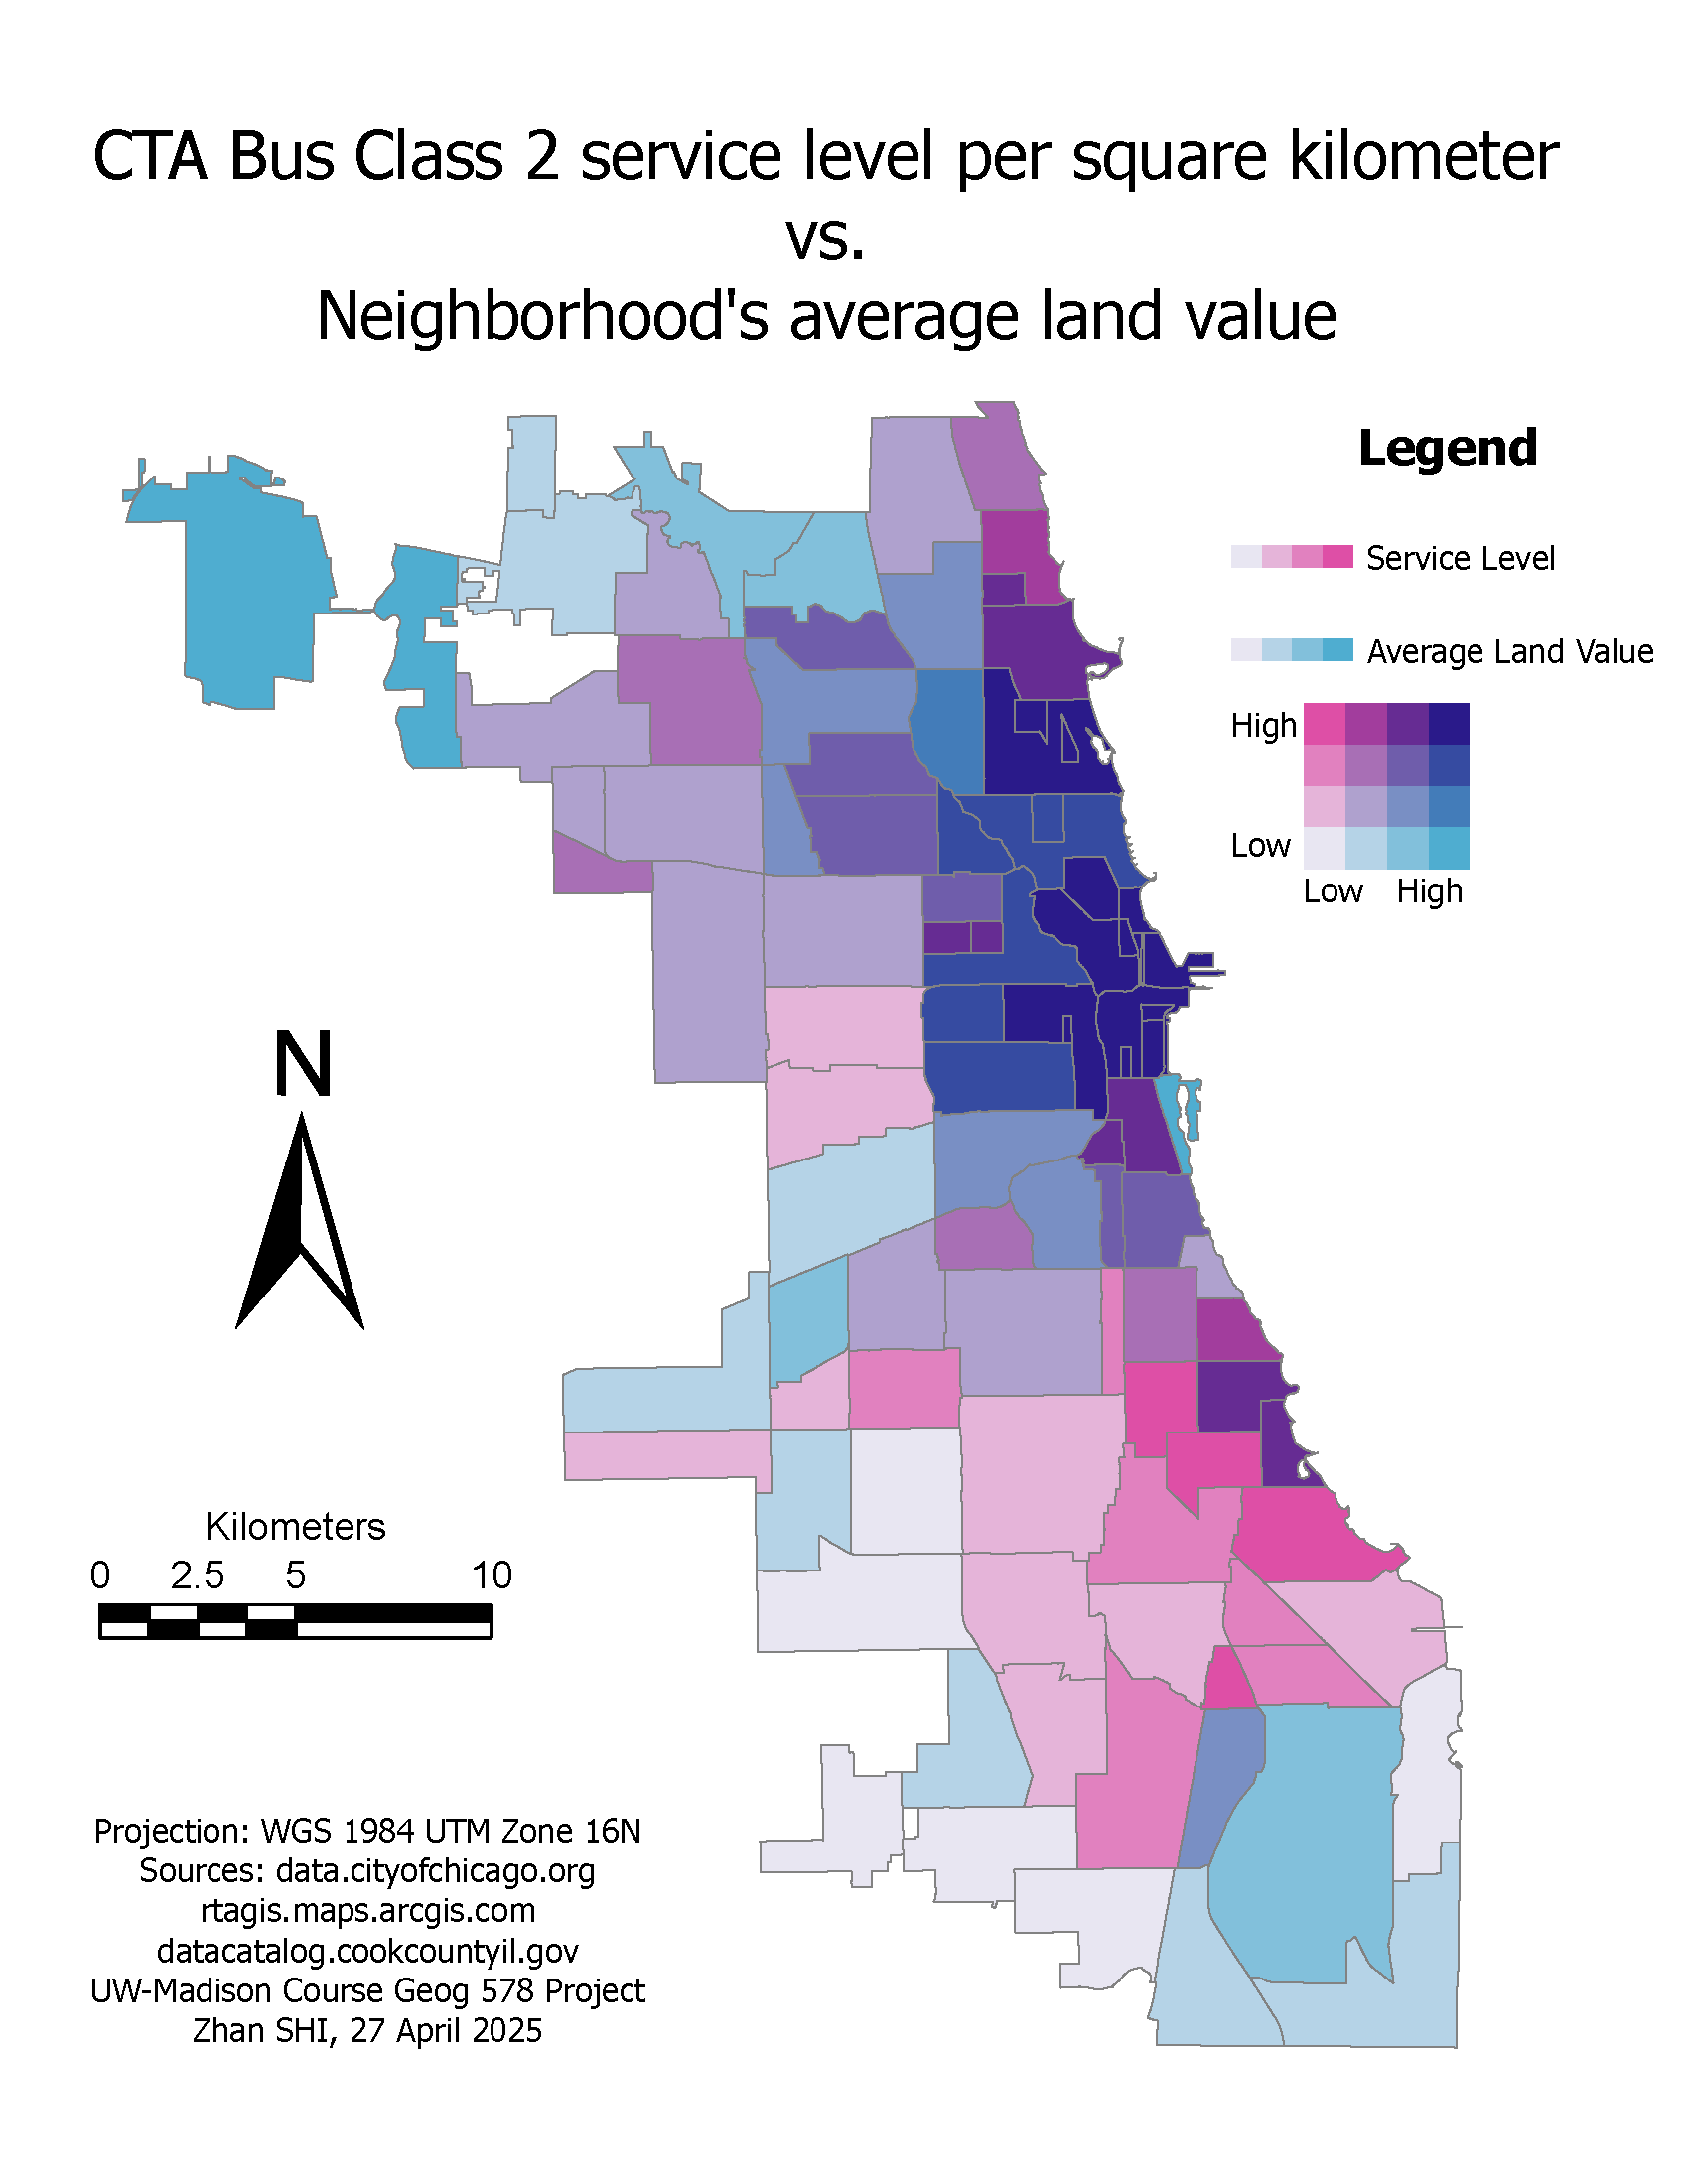 CTA Bus Class 2 service level per square kilometer
vs.
Neighborhood's average land value
Legend
Service Level
Average Land Value
High
Low
Low High
N
Kilometers
0 2.5 5 10
Projection: WGS 1984 UTM Zone 16N
Sources: data.cityofchicago.org
rtagis.maps.arcgis.com
datacatalog.cookcountyil.gov
UW-Madison Course Geog 578 Project
Zhan SHI, 27 April 2025